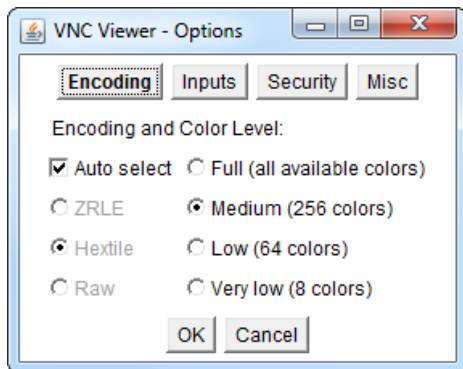 VNC Viewer - Options
Encoding Inputs Security Misc
Encoding and Color Level:
Auto select Full (all available colors)
ZRLE Medium (256 colors)
Hextile Low (64 colors)
Raw Very low (8 colors)
OK Cancel